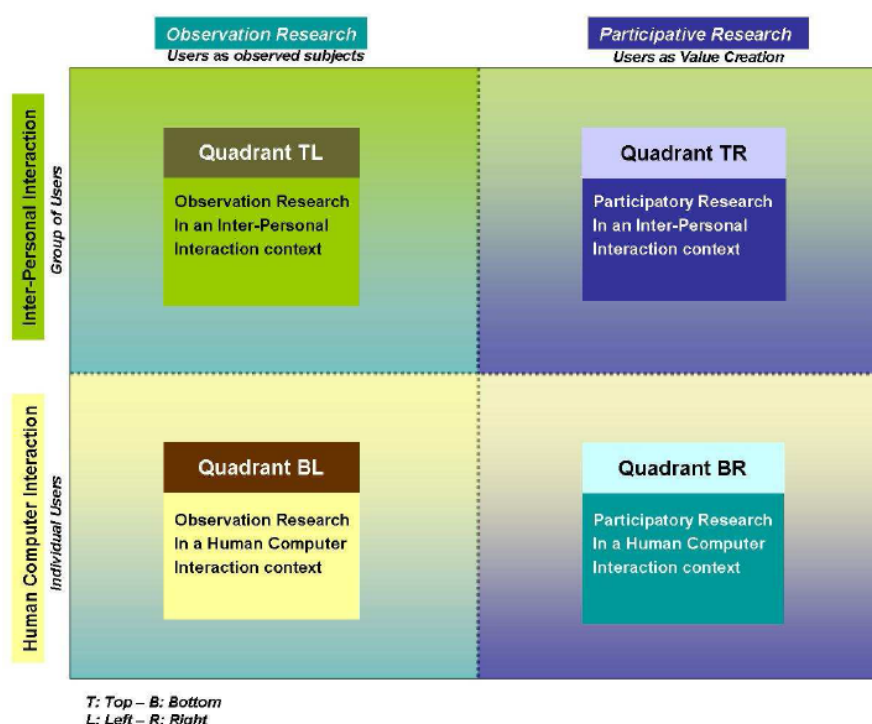 Observation Research
Users as observed subjects
Participative Research
Users as Value Creation
Inter-Personal Interaction
Group of Users
Quadrant TL
Observation Research
In an Inter-Personal
Interaction context
Quadrant TR
Participatory Research
In an Inter-Personal
Interaction context
Human Computer Interaction
Individual Users
Quadrant BL
Observation Research
In a Human Computer
Interaction context
Quadrant BR
Participatory Research
In a Human Computer
Interaction context
T: Top – B: Bottom
L: Left – R: Right